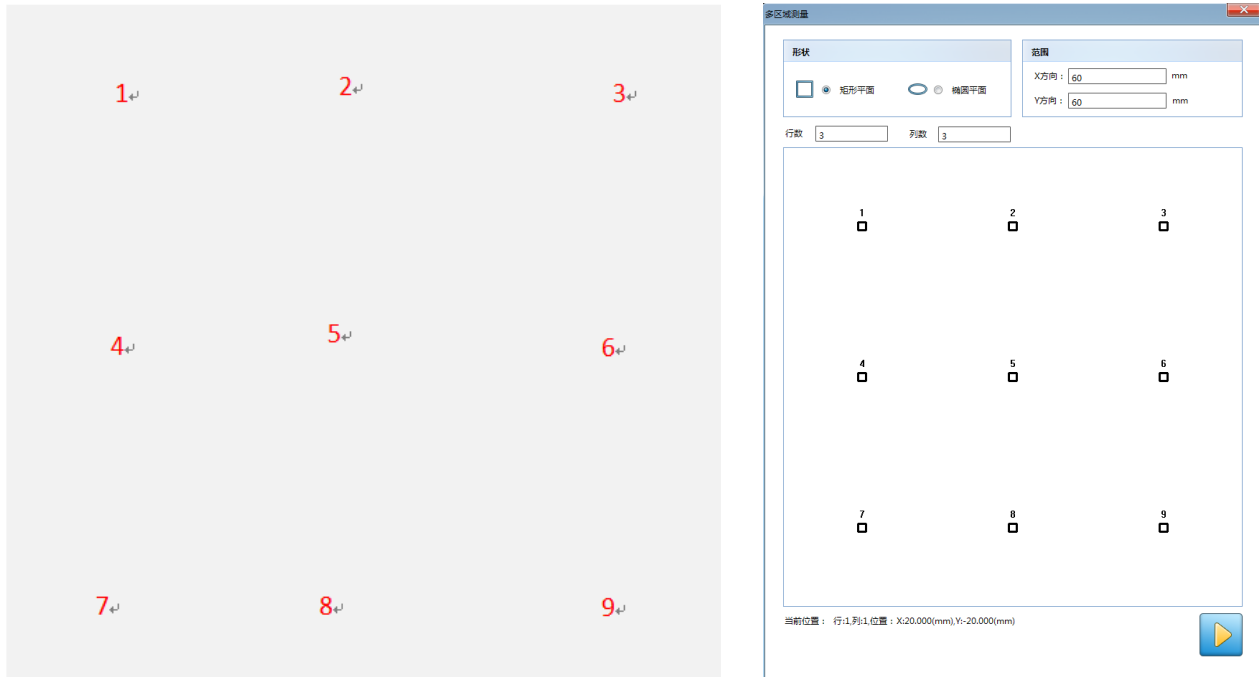 1↵
2↵
3↵
4↵
5↵
6↵
7↵
8↵
9↵
多区域测量
形状
矩形平面
椭圆平面
范围
X方向： 60 mm
Y方向： 60 mm
行数 3 列数 3
1 2 3
4 5 6
7 8 9
当前位置： 行:1,列:1,位置：X:20.000(mm),Y:-20.000(mm)